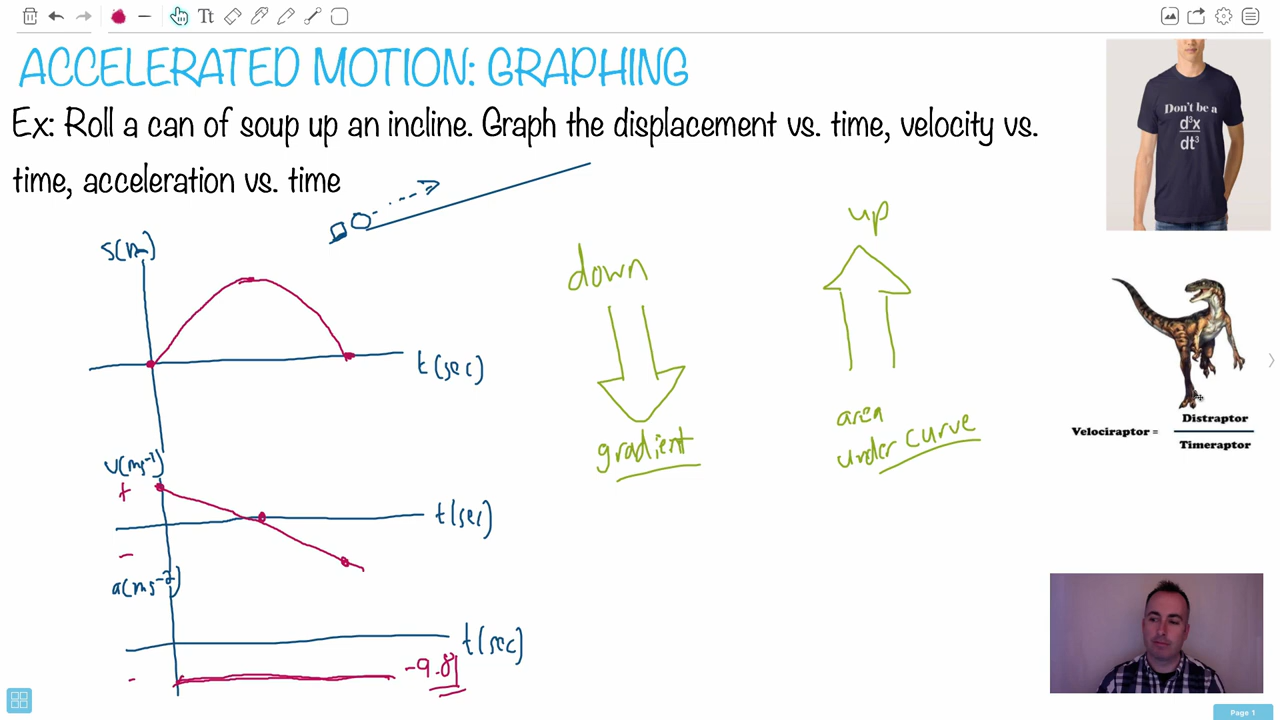 Tt
ACCELERATED MOTION: GRAPHING
Ex: Roll a can of soup up an incline. Graph the displacement vs. time, velocity vs.
time, acceleration vs. time
Don't be a
d³x
dt³
s(m)
t(sec)
down
gradient
up
area
under curve
Velociraptor =
Distraptor
Timeraptor
v(ms⁻¹)
+
t(sec)
-
a(ms⁻²)
t(sec)
-
-9.81
Page 1